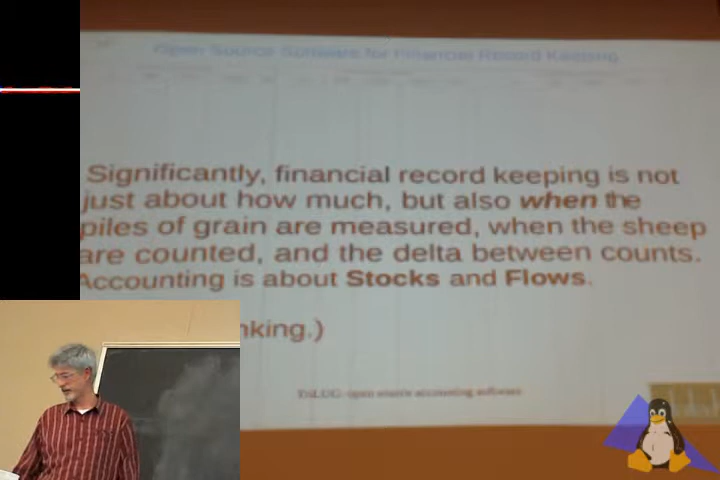 Open Source Software for Financial Record Keeping
Significantly, financial record keeping is not
just about how much, but also when the
piles of grain are measured, when the sheep
are counted, and the delta between counts.
Accounting is about Stocks and Flows.
nking.)
open source accounting software